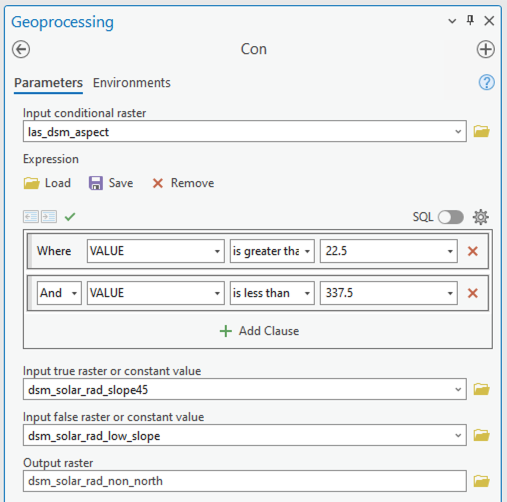 Geoprocessing
Con
Parameters Environments
Input conditional raster
las_dsm_aspect
Expression
Load Save Remove
SQL
Where VALUE is greater tha 22.5
And VALUE is less than 337.5
Add Clause
Input true raster or constant value
dsm_solar_rad_slope45
Input false raster or constant value
dsm_solar_rad_low_slope
Output raster
dsm_solar_rad_non_north